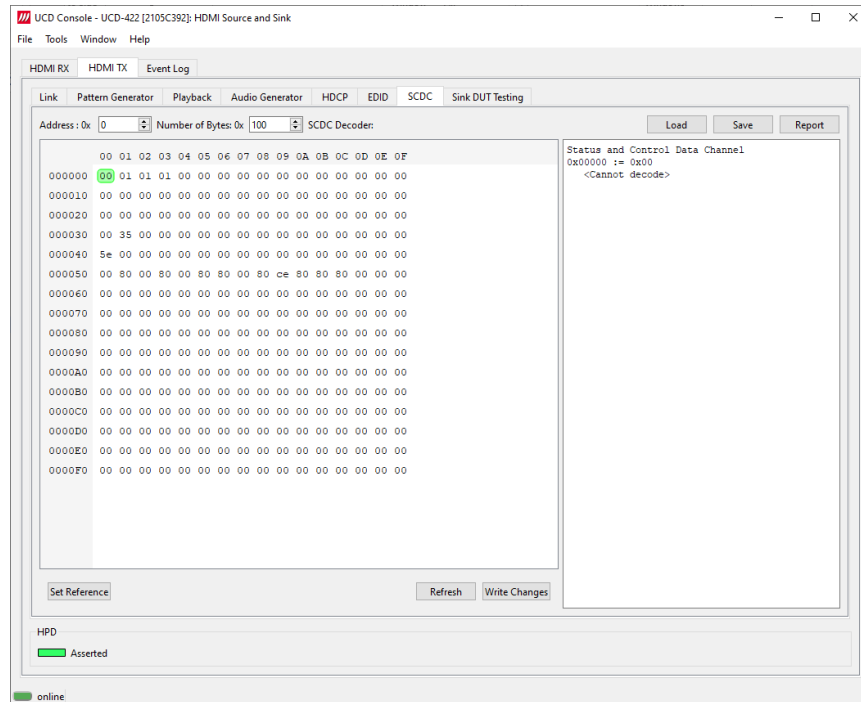 UCD Console - UCD-422 [2105C392]: HDMI Source and Sink
File Tools Window Help
HDMI RX HDMI TX Event Log
Link Pattern Generator Playback Audio Generator HDCP EDID SCDC Sink DUT Testing
Address : 0x 0 Number of Bytes: 0x 100 SCDC Decoder: Load Save Report
00 01 02 03 04 05 06 07 08 09 0A 0B 0C 0D 0E 0F
000000 00 01 01 01 00 00 00 00 00 00 00 00 00 00 00 00
000010 00 00 00 00 00 00 00 00 00 00 00 00 00 00 00 00
000020 00 00 00 00 00 00 00 00 00 00 00 00 00 00 00 00
000030 00 35 00 00 00 00 00 00 00 00 00 00 00 00 00 00
000040 5e 00 00 00 00 00 00 00 00 00 00 00 00 00 00 00
000050 00 80 00 80 00 80 80 00 80 ce 80 80 80 00 00 00
000060 00 00 00 00 00 00 00 00 00 00 00 00 00 00 00 00
000070 00 00 00 00 00 00 00 00 00 00 00 00 00 00 00 00
000080 00 00 00 00 00 00 00 00 00 00 00 00 00 00 00 00
000090 00 00 00 00 00 00 00 00 00 00 00 00 00 00 00 00
0000A0 00 00 00 00 00 00 00 00 00 00 00 00 00 00 00 00
0000B0 00 00 00 00 00 00 00 00 00 00 00 00 00 00 00 00
0000C0 00 00 00 00 00 00 00 00 00 00 00 00 00 00 00 00
0000D0 00 00 00 00 00 00 00 00 00 00 00 00 00 00 00 00
0000E0 00 00 00 00 00 00 00 00 00 00 00 00 00 00 00 00
0000F0 00 00 00 00 00 00 00 00 00 00 00 00 00 00 00 00
Status and Control Data Channel
0x00000 := 0x00
<Cannot decode>
Set Reference Refresh Write Changes
HPD
Asserted
online